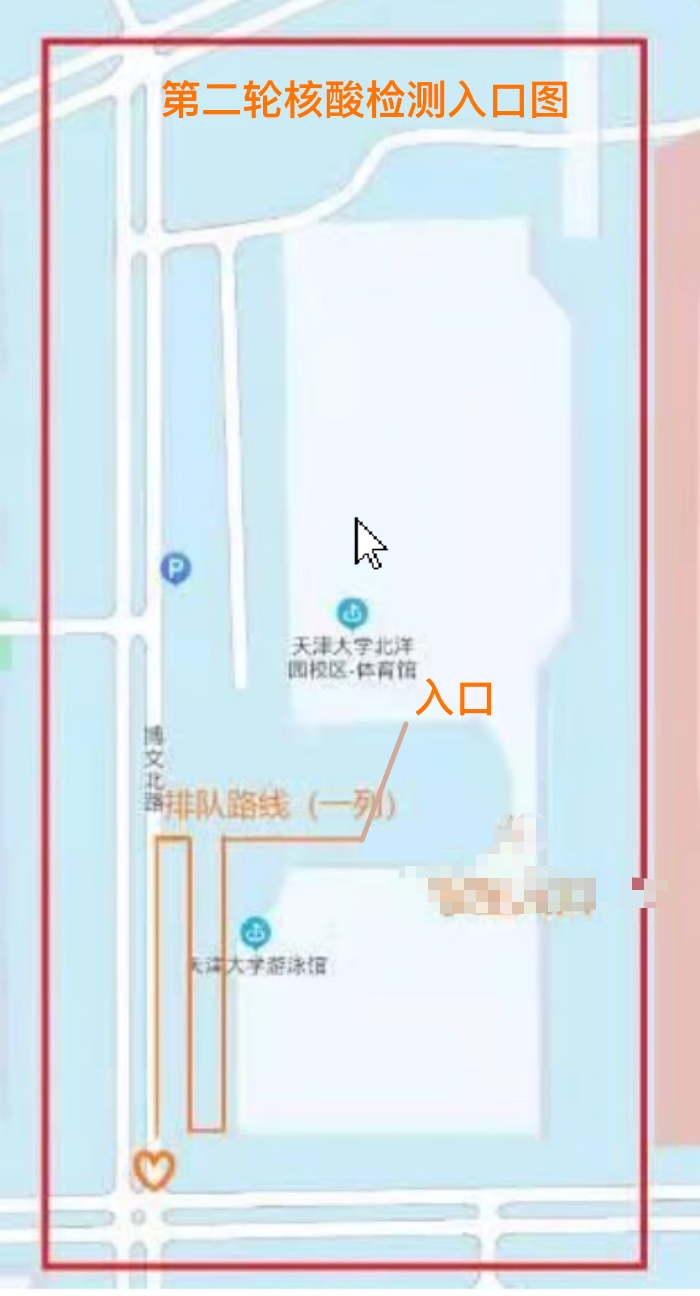 第二轮核酸检测入口图
P
天津大学北洋
园校区-体育馆
入口
博文北路
排队路线（一列）
天津大学游泳馆